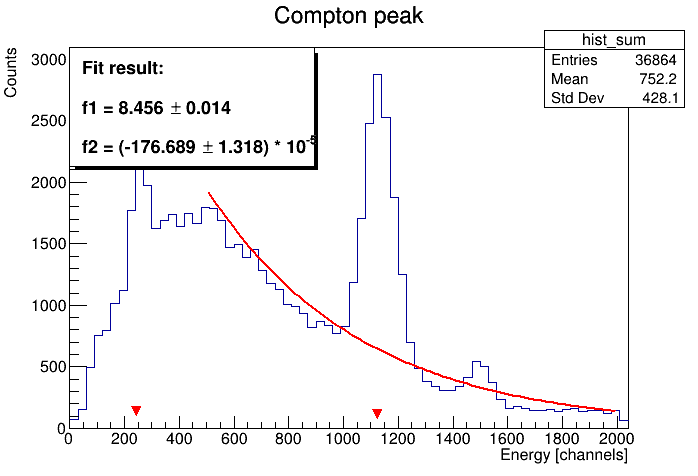 Compton peak
hist_sum
Entries 36864
Mean 752.2
Std Dev 428.1
Counts
Fit result:
f1 = 8.456 ± 0.014
f2 = (-176.689 ± 1.318) * 10^-5
3000
2500
2000
1500
1000
500
0
0 200 400 600 800 1000 1200 1400 1600 1800 2000
Energy [channels]